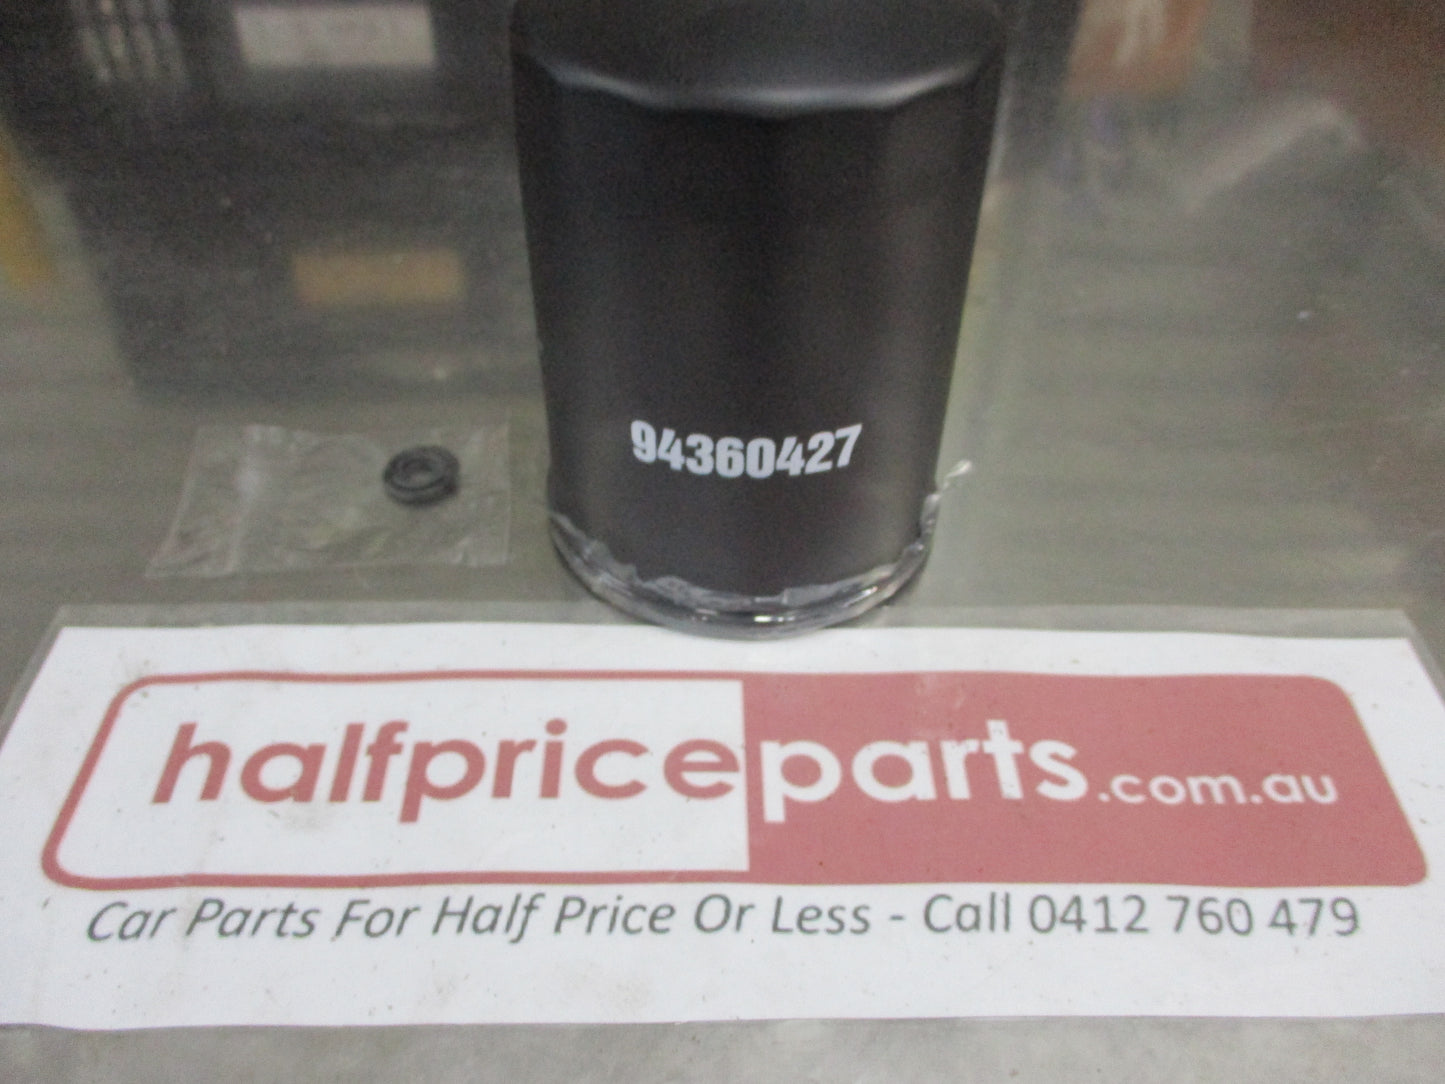 94360427
halfpriceparts.com.au
Car Parts For Half Price Or Less - Call 0412 760 479